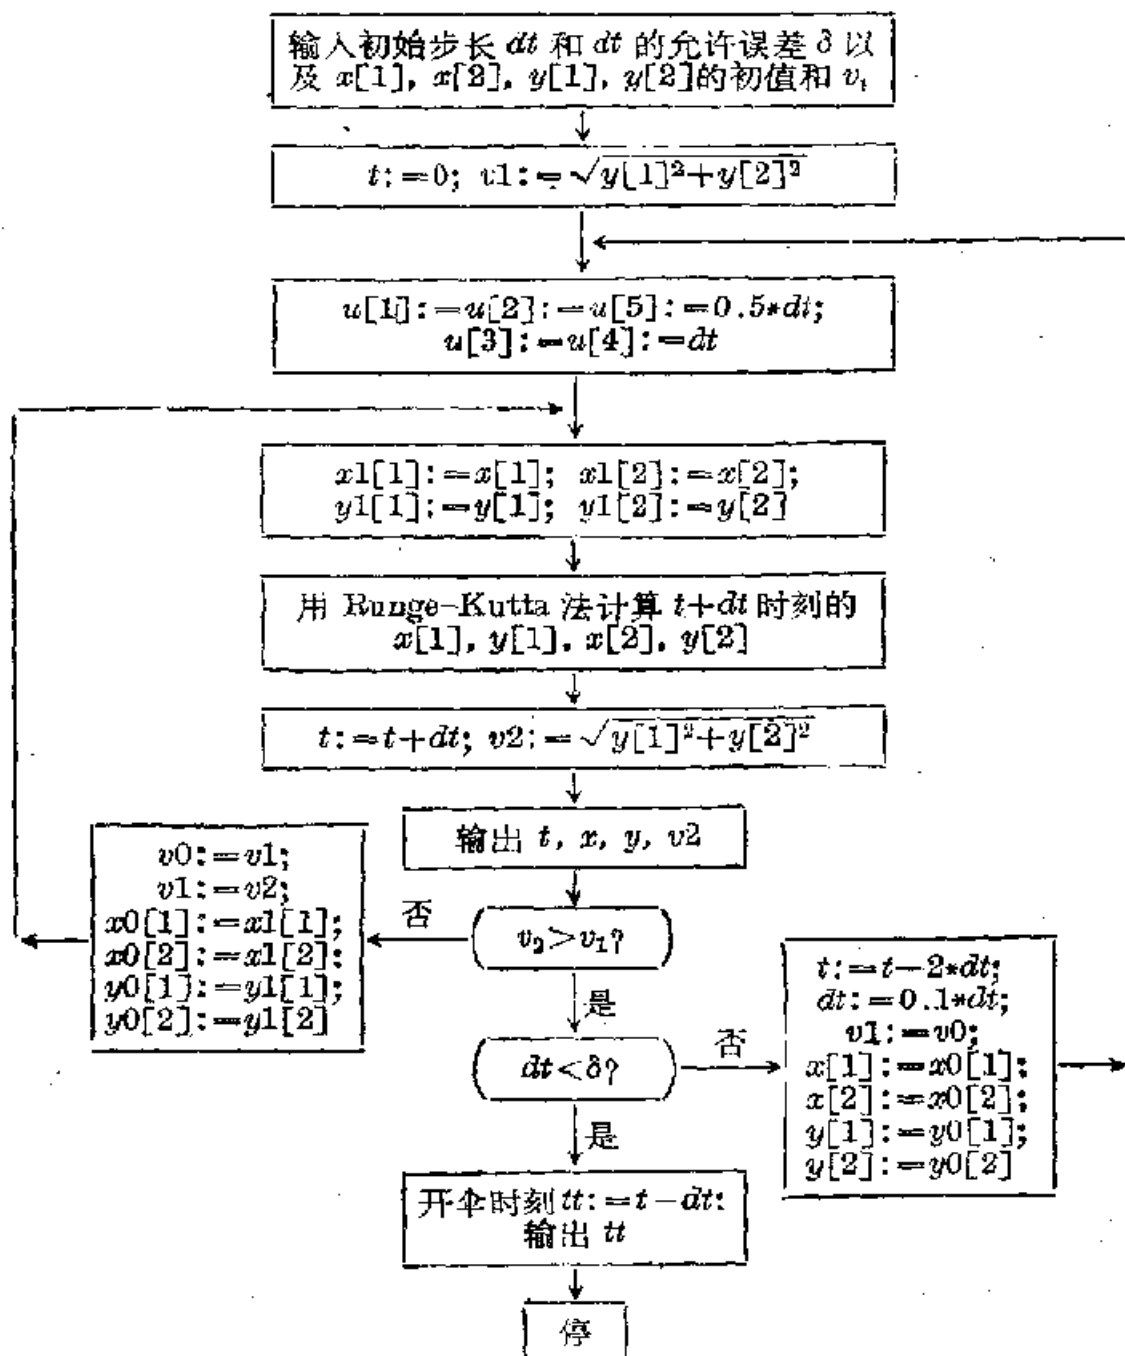 输入初始步长 dt 和 dt 的允许误差 δ 以
及 x[1], x[2], y[1], y[2]的初值和 v₁
t:=0; v1:=√y[1]²+y[2]²
u[1]:=u[2]:=u[5]:=0.5*dt;
u[3]:=u[4]:=dt
x1[1]:=x[1]; x1[2]:=x[2];
y1[1]:=y[1]; y1[2]:=y[2]
用 Runge-Kutta 法计算 t+dt 时刻的
x[1], y[1], x[2], y[2]
t:=t+dt; v2:=√y[1]²+y[2]²
输出 t, x, y, v2
v₂>v₁?
否
v0:=v1;
v1:=v2;
x0[1]:=x1[1];
x0[2]:=x1[2]:
y0[1]:=y1[1];
y0[2]:=y1[2]
是
dt<δ?
否
t:=t-2*dt;
dt:=0.1*dt;
v1:=v0;
x[1]:=x0[1]:
x[2]:=x0[2];
y[1]:=y0[1];
y[2]:=y0[2]
是
开伞时刻 tt:=t-dt:
输出 tt
停